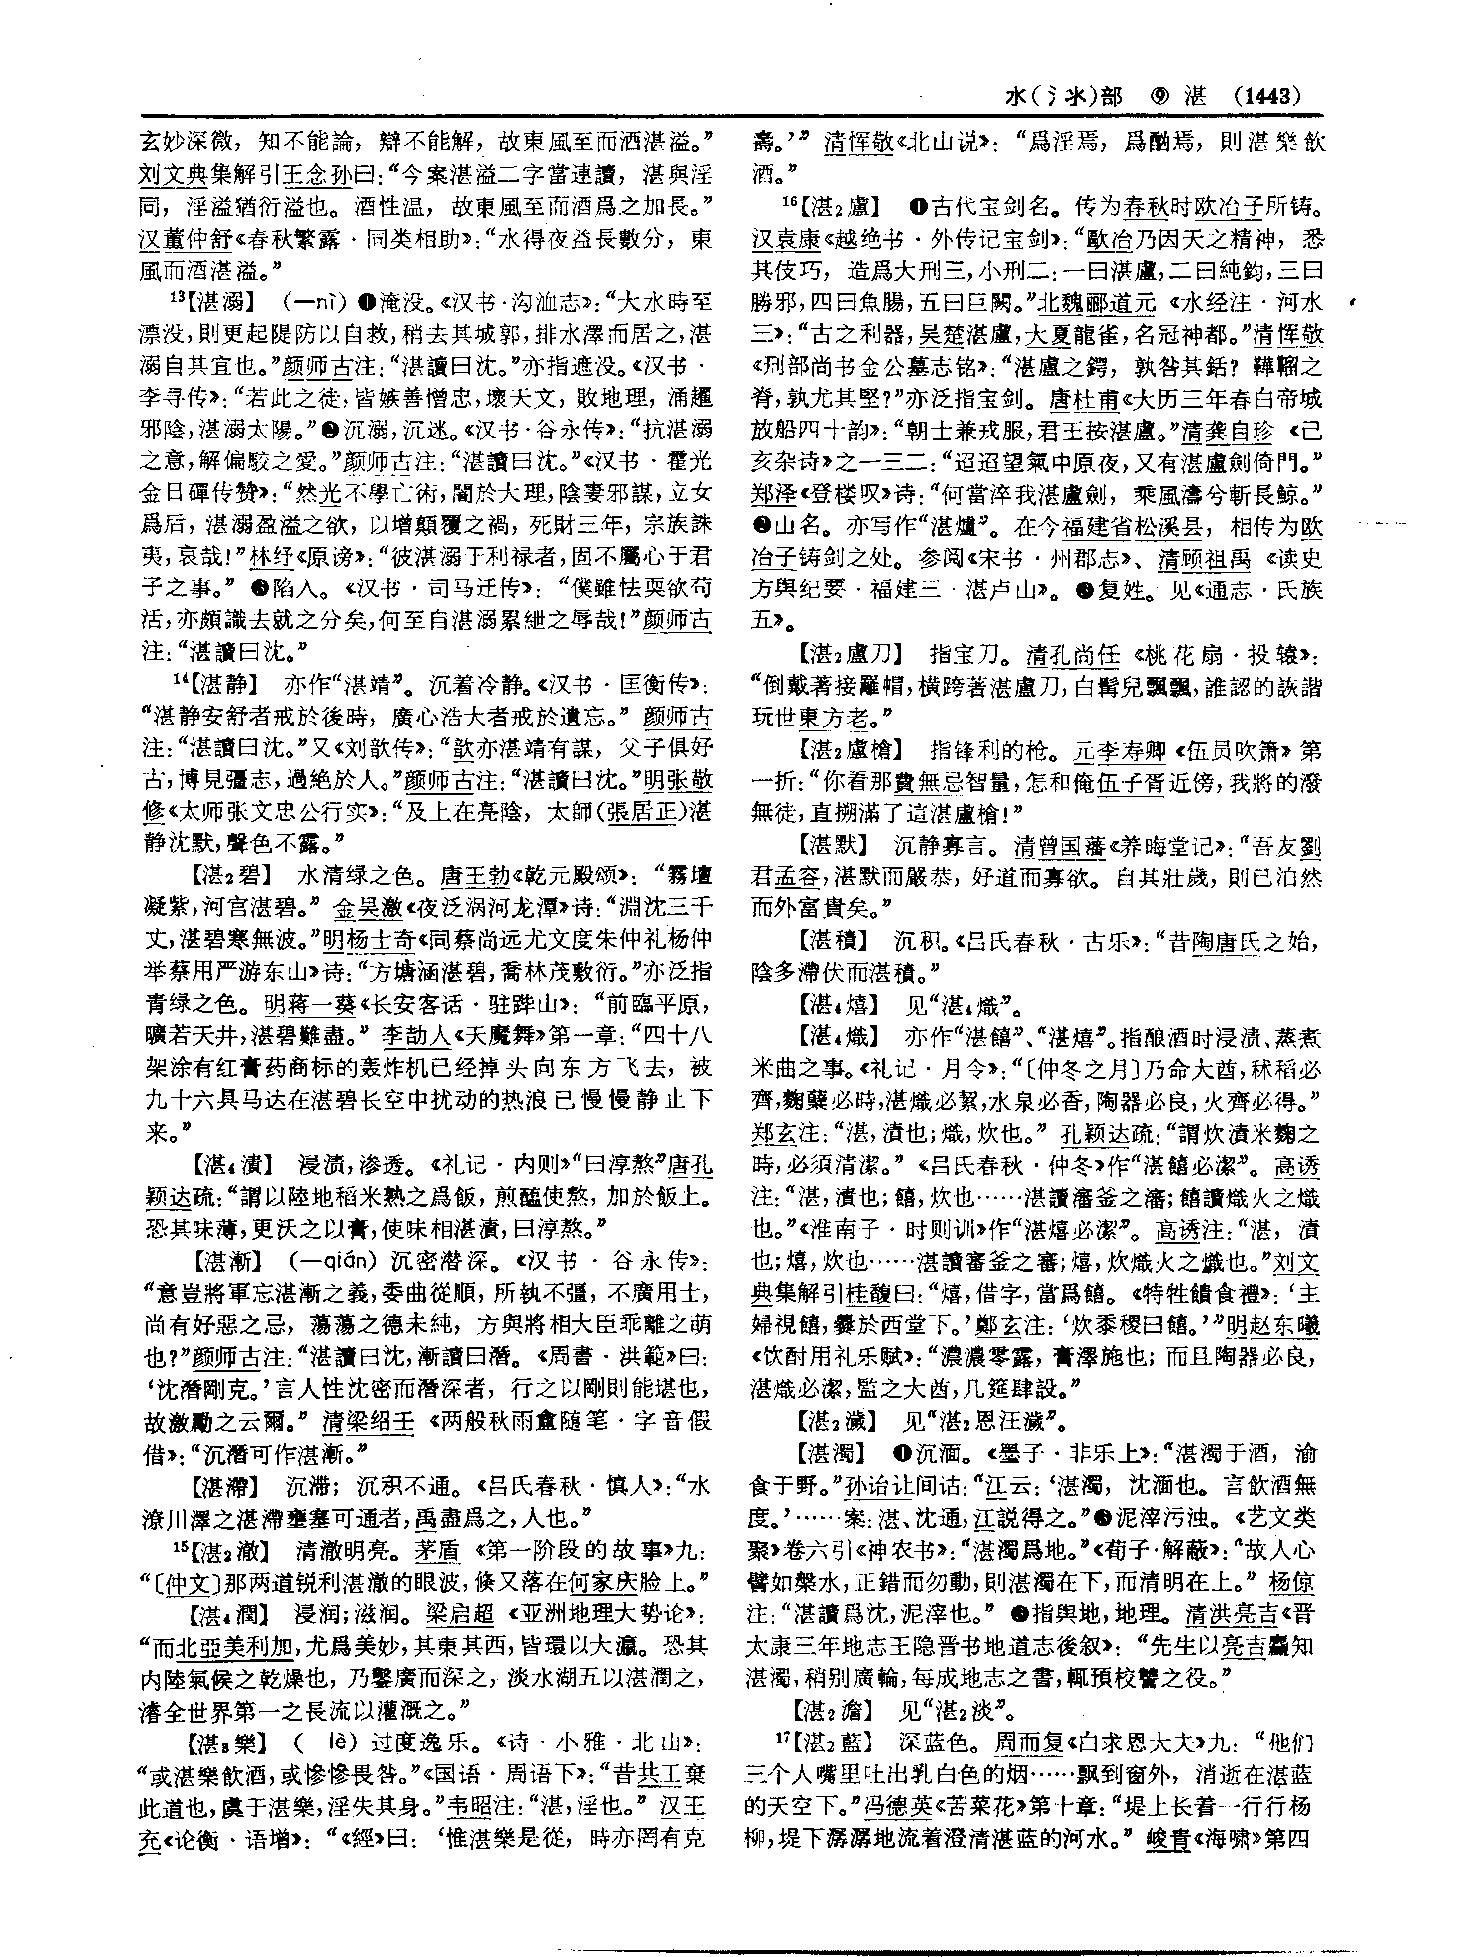 水(氵氺)部 ⑨ 湛 (1443)
玄妙深微，知不能論，辯不能解，故東風至而酒湛溢。”
刘文典集解引王念孙曰：“今案湛溢二字當連讀，湛與淫
同，淫溢猶衍溢也。酒性温，故東風至而酒爲之加長。”
汉董仲舒《春秋繁露·同类相助》：“水得夜益長數分，東
風而酒湛溢。”
13【湛溺】 (—nì) ❶淹没。《汉书·沟洫志》：“大水時至
漂没，則更起隄防以自救，稍去其城郭，排水澤而居之，湛
溺自其宜也。”颜师古注：“湛讀曰沈。”亦指遮没。《汉书·
李寻传》：“若此之徒，皆嫉善憎忠，壞天文，敗地理，涌趯
邪陰，湛溺太陽。”❷沉溺，沉迷。《汉书·谷永传》：“抗湛溺
之意，解偏駮之愛。”颜师古注：“湛讀曰沈。”《汉书·霍光
金日磾传赞》：“然光不學亡術，闇於大理，陰妻邪謀，立女
爲后，湛溺盈溢之欲，以增顛覆之禍，死財三年，宗族誅
夷，哀哉！”林纾《原谤》：“彼湛溺于利禄者，固不屬心于君
子之事。” ❸陷入。《汉书·司马迁传》：“僕雖怯耎欲苟
活，亦頗識去就之分矣，何至自湛溺累紲之辱哉！”颜师古
注：“湛讀曰沈。”
14【湛静】 亦作“湛靖”。沉着冷静。《汉书·匡衡传》：
“湛静安舒者戒於後時，廣心浩大者戒於遺忘。”颜师古
注：“湛讀曰沈。”又《刘歆传》：“歆亦湛靖有謀，父子俱好
古，博見彊志，過絶於人。”颜师古注：“湛讀曰沈。”明张敬
修《太师张文忠公行实》：“及上在亮陰，太師(張居正)湛
静沈默，聲色不露。”
【湛2碧】 水清绿之色。唐王勃《乾元殿颂》：“霧壇
凝紫，河宫湛碧。”金吴激《夜泛涡河龙潭》诗：“淵沈三千
丈，湛碧寒無波。”明杨士奇《同蔡尚远尤文度朱仲礼杨仲
举蔡用严游东山》诗：“方塘涵湛碧，喬林茂敷衍。”亦泛指
青绿之色。明蒋一葵《长安客话·驻跸山》：“前臨平原，
曠若天井，湛碧難盡。”李劼人《天魔舞》第一章：“四十八
架涂有红膏药商标的轰炸机已经掉头向东方飞去，被
九十六具马达在湛碧长空中扰动的热浪已慢慢静止下
来。”
【湛4漬】 浸渍，渗透。《礼记·内则》“曰淳熬”唐孔
颖达疏：“謂以陸地稻米熟之爲飯，煎醢使熬，加於飯上。
恐其味薄，更沃之以膏，使味相湛漬，曰淳熬。”
【湛漸】 (—qián) 沉密潜深。《汉书·谷永传》：
“意豈將軍忘湛漸之義，委曲從順，所執不彊，不廣用士，
尚有好惡之忌，蕩蕩之德未純，方與將相大臣乖離之萌
也？”颜师古注：“湛讀曰沈，漸讀曰潛。《周書·洪範》曰：
‘沈潛剛克。’言人性沈密而潛深者，行之以剛則能堪也，
故激勵之云爾。”清梁绍壬《两般秋雨盦随笔·字音假
借》：“沉潛可作湛漸。”
【湛滯】 沉滞；沉积不通。《吕氏春秋·慎人》：“水
潦川澤之湛滯壅塞可通者，禹盡爲之，人也。”
15【湛2澈】 清澈明亮。茅盾《第一阶段的故事》九：
“〔仲文〕那两道锐利湛澈的眼波，倏又落在何家庆脸上。”
【湛4潤】 浸润；滋润。梁启超《亚洲地理大势论》：
“而北亞美利加，尤爲美妙，其東其西，皆環以大瀛。恐其
内陸氣候之乾燥也，乃鑿廣而深之，淡水湖五以湛潤之，
濬全世界第一之長流以灌溉之。”
【湛3樂】 ( lè) 过度逸乐。《诗·小雅·北山》：
“或湛樂飲酒，或慘慘畏咎。”《国语·周语下》：“昔共工棄
此道也，虞于湛樂，淫失其身。”韦昭注：“湛，淫也。”汉王
充《论衡·语增》：“《經》曰：‘惟湛樂是從，時亦罔有克
壽。’”清恽敬《北山说》：“爲淫焉，爲酗焉，則湛樂飲
酒。”
16【湛2盧】 ❶古代宝剑名。传为春秋时欧冶子所铸。
汉袁康《越绝书·外传记宝剑》：“歐冶乃因天之精神，悉
其伎巧，造爲大刑三，小刑二：一曰湛盧，二曰純鈞，三曰
勝邪，四曰魚腸，五曰巨闕。”北魏郦道元《水经注·河水
三》：“古之利器，吴楚湛盧，大夏龍雀，名冠神都。”清恽敬
《刑部尚书金公墓志铭》：“湛盧之鍔，孰咎其銛？鞾鞀之
脊，孰尤其堅？”亦泛指宝剑。唐杜甫《大历三年春白帝城
放船四十韵》：“朝士兼戎服，君王按湛盧。”清龚自珍《己
亥杂诗》之一三二：“迢迢望氣中原夜，又有湛盧劍倚門。”
郑泽《登楼叹》诗：“何當淬我湛盧劍，乘風濤兮斬長鯨。”
❷山名。亦写作“湛爐”。在今福建省松溪县，相传为欧
冶子铸剑之处。参阅《宋书·州郡志》、清顾祖禹《读史
方舆纪要·福建三·湛卢山》。❸复姓。见《通志·氏族
五》。
【湛2盧刀】 指宝刀。清孔尚任《桃花扇·投辕》：
“倒戴著接䍦帽，横跨著湛盧刀，白髯兒飄飄，誰認的詼諧
玩世東方老。”
【湛2盧槍】 指锋利的枪。元李寿卿《伍员吹箫》第
一折：“你看那費無忌智量，怎和俺伍子胥近傍，我將的潑
無徒，直搠滿了這湛盧槍！”
【湛默】 沉静寡言。清曾国藩《养晦堂记》：“吾友劉
君孟容，湛默而嚴恭，好道而寡欲。自其壯歲，則已泊然
而外富貴矣。”
【湛積】 沉积。《吕氏春秋·古乐》：“昔陶唐氏之始，
陰多滯伏而湛積。”
【湛4熺】 见“湛4熾”。
【湛4熾】 亦作“湛饎”、“湛熺”。指酿酒时浸渍、蒸煮
米曲之事。《礼记·月令》：“〔仲冬之月〕乃命大酋，秫稻必
齊，麴糵必時，湛熾必絜，水泉必香，陶器必良，火齊必得。”
郑玄注：“湛，漬也；熾，炊也。”孔颖达疏：“謂炊漬米麴之
時，必須清潔。”《吕氏春秋·仲冬》作“湛饎必潔”。高诱
注：“湛，漬也；饎，炊也……湛讀瀋釜之瀋；饎讀熾火之熾
也。”《淮南子·时则训》作“湛熺必潔”。高诱注：“湛，漬
也；熺，炊也……湛讀審釜之審；熺，炊熾火之熾也。”刘文
典集解引桂馥曰：“熺，借字，當爲饎。《特牲饋食禮》：‘主
婦視饎，爨於西堂下。’鄭玄注：‘炊黍稷曰饎。’”明赵东曦
《饮酎用礼乐赋》：“濃濃零露，膏澤施也；而且陶器必良，
湛熾必潔，監之大酋，几筵肆設。”
【湛2濊】 见“湛2恩汪濊”。
【湛濁】 ❶沉湎。《墨子·非乐上》：“湛濁于酒，渝
食于野。”孙诒让间诂：“江云：‘湛濁，沈湎也。言飲酒無
度。’……案：湛、沈通，江説得之。”❷泥滓污浊。《艺文类
聚》卷六引《神农书》：“湛濁爲地。”《荀子·解蔽》：“故人心
譬如槃水，正錯而勿動，則湛濁在下，而清明在上。”杨倞
注：“湛讀爲沈，泥滓也。” ❸指舆地，地理。清洪亮吉《晋
太康三年地志王隐晋书地道志後叙》：“先生以亮吉麤知
湛濁，稍别廣輪，每成地志之書，輒預校讐之役。”
【湛2澹】 见“湛2淡”。
17【湛2藍】 深蓝色。周而复《白求恩大夫》九：“他们
三个人嘴里吐出乳白色的烟……飘到窗外，消逝在湛蓝
的天空下。”冯德英《苦菜花》第十章：“堤上长着一行行杨
柳，堤下潺潺地流着澄清湛蓝的河水。”峻青《海啸》第四